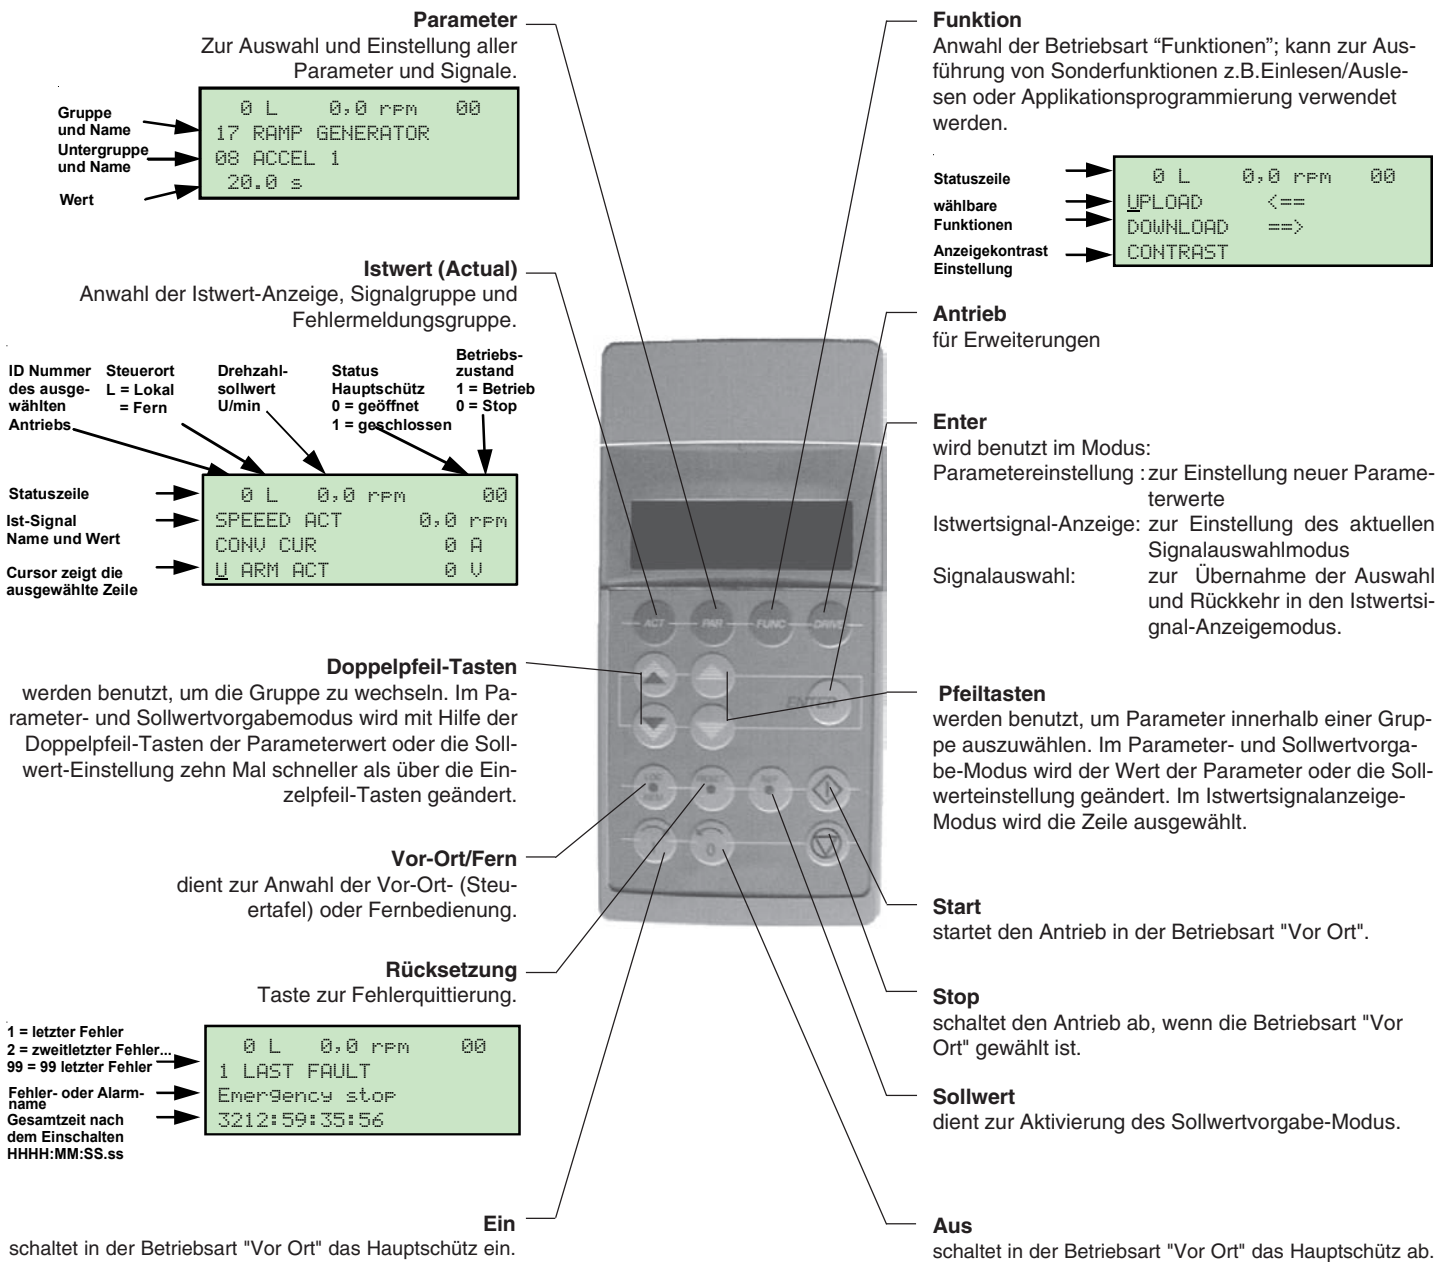 Parameter
Zur Auswahl und Einstellung aller
Parameter und Signale.
Gruppe
und Name
Untergruppe
und Name
Wert
0 L 0,0 rpm 00
17 RAMP GENERATOR
08 ACCEL 1
20.0 s
Istwert (Actual)
Anwahl der Istwert-Anzeige, Signalgruppe und
Fehlermeldungsgruppe.
ID Nummer
des ausge-
wählten
Antriebs
Steuerort
L = Lokal
= Fern
Drehzahl-
sollwert
U/min
Status
Hauptschütz
0 = geöffnet
1 = geschlossen
Betriebs-
zustand
1 = Betrieb
0 = Stop
Statuszeile
Ist-Signal
Name und Wert
Cursor zeigt die
ausgewählte Zeile
0 L 0,0 rpm 00
SPEEED ACT 0,0 rpm
CONV CUR 0 A
U ARM ACT 0 V
Doppelpfeil-Tasten
werden benutzt, um die Gruppe zu wechseln. Im Pa-
rameter- und Sollwertvorgabemodus wird mit Hilfe der
Doppelpfeil-Tasten der Parameterwert oder die Soll-
wert-Einstellung zehn Mal schneller als über die Ein-
zelpfeil-Tasten geändert.
Vor-Ort/Fern
dient zur Anwahl der Vor-Ort- (Steu-
ertafel) oder Fernbedienung.
Rücksetzung
Taste zur Fehlerquittierung.
1 = letzter Fehler
2 = zweitletzter Fehler...
99 = 99 letzter Fehler
Fehler- oder Alarm-
name
Gesamtzeit nach
dem Einschalten
HHHH:MM:SS.ss
0 L 0,0 rpm 00
1 LAST FAULT
Emergency stop
3212:59:35:56
Ein
schaltet in der Betriebsart "Vor Ort" das Hauptschütz ein.
ACT PAR FUNC DRIVE
ENTER
LOC
REM
RESET
REF
I
0
Funktion
Anwahl der Betriebsart “Funktionen”; kann zur Aus-
führung von Sonderfunktionen z.B.Einlesen/Ausle-
sen oder Applikationsprogrammierung verwendet
werden.
Statuszeile
wählbare
Funktionen
Anzeigekontrast
Einstellung
0 L 0,0 rpm 00
UPLOAD <==
DOWNLOAD ==>
CONTRAST
Antrieb
für Erweiterungen
Enter
wird benutzt im Modus:
Parametereinstellung : zur Einstellung neuer Parame-
terwerte
Istwertsignal-Anzeige: zur Einstellung des aktuellen
Signalauswahlmodus
Signalauswahl: zur Übernahme der Auswahl
und Rückkehr in den Istwertsi-
gnal-Anzeigemodus.
Pfeiltasten
werden benutzt, um Parameter innerhalb einer Grup-
pe auszuwählen. Im Parameter- und Sollwertvorga-
be-Modus wird der Wert der Parameter oder die Soll-
werteinstellung geändert. Im Istwertsignalanzeige-
Modus wird die Zeile ausgewählt.
Start
startet den Antrieb in der Betriebsart "Vor Ort".
Stop
schaltet den Antrieb ab, wenn die Betriebsart "Vor
Ort" gewählt ist.
Sollwert
dient zur Aktivierung des Sollwertvorgabe-Modus.
Aus
schaltet in der Betriebsart "Vor Ort" das Hauptschütz ab.